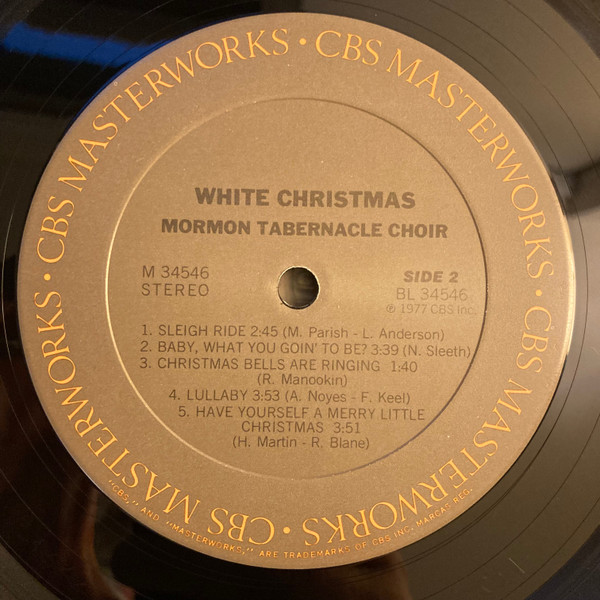 CBS MASTERWORKS • CBS MASTERWORKS • CBS MASTERWORKS • CBS MASTERWORKS •
WHITE CHRISTMAS
MORMON TABERNACLE CHOIR
M 34546
STEREO
SIDE 2
BL 34546
℗ 1977 CBS Inc.
1. SLEIGH RIDE 2:45 (M. Parish - L. Anderson)
2. BABY, WHAT YOU GOIN' TO BE? 3:39 (N. Sleeth)
3. CHRISTMAS BELLS ARE RINGING 1:40
(R. Manookin)
4. LULLABY 3:53 (A. Noyes - F. Keel)
5. HAVE YOURSELF A MERRY LITTLE
CHRISTMAS 3:51
(H. Martin - R. Blane)
"CBS," AND "MASTERWORKS," ARE TRADEMARKS OF CBS INC. MARCAS REG.